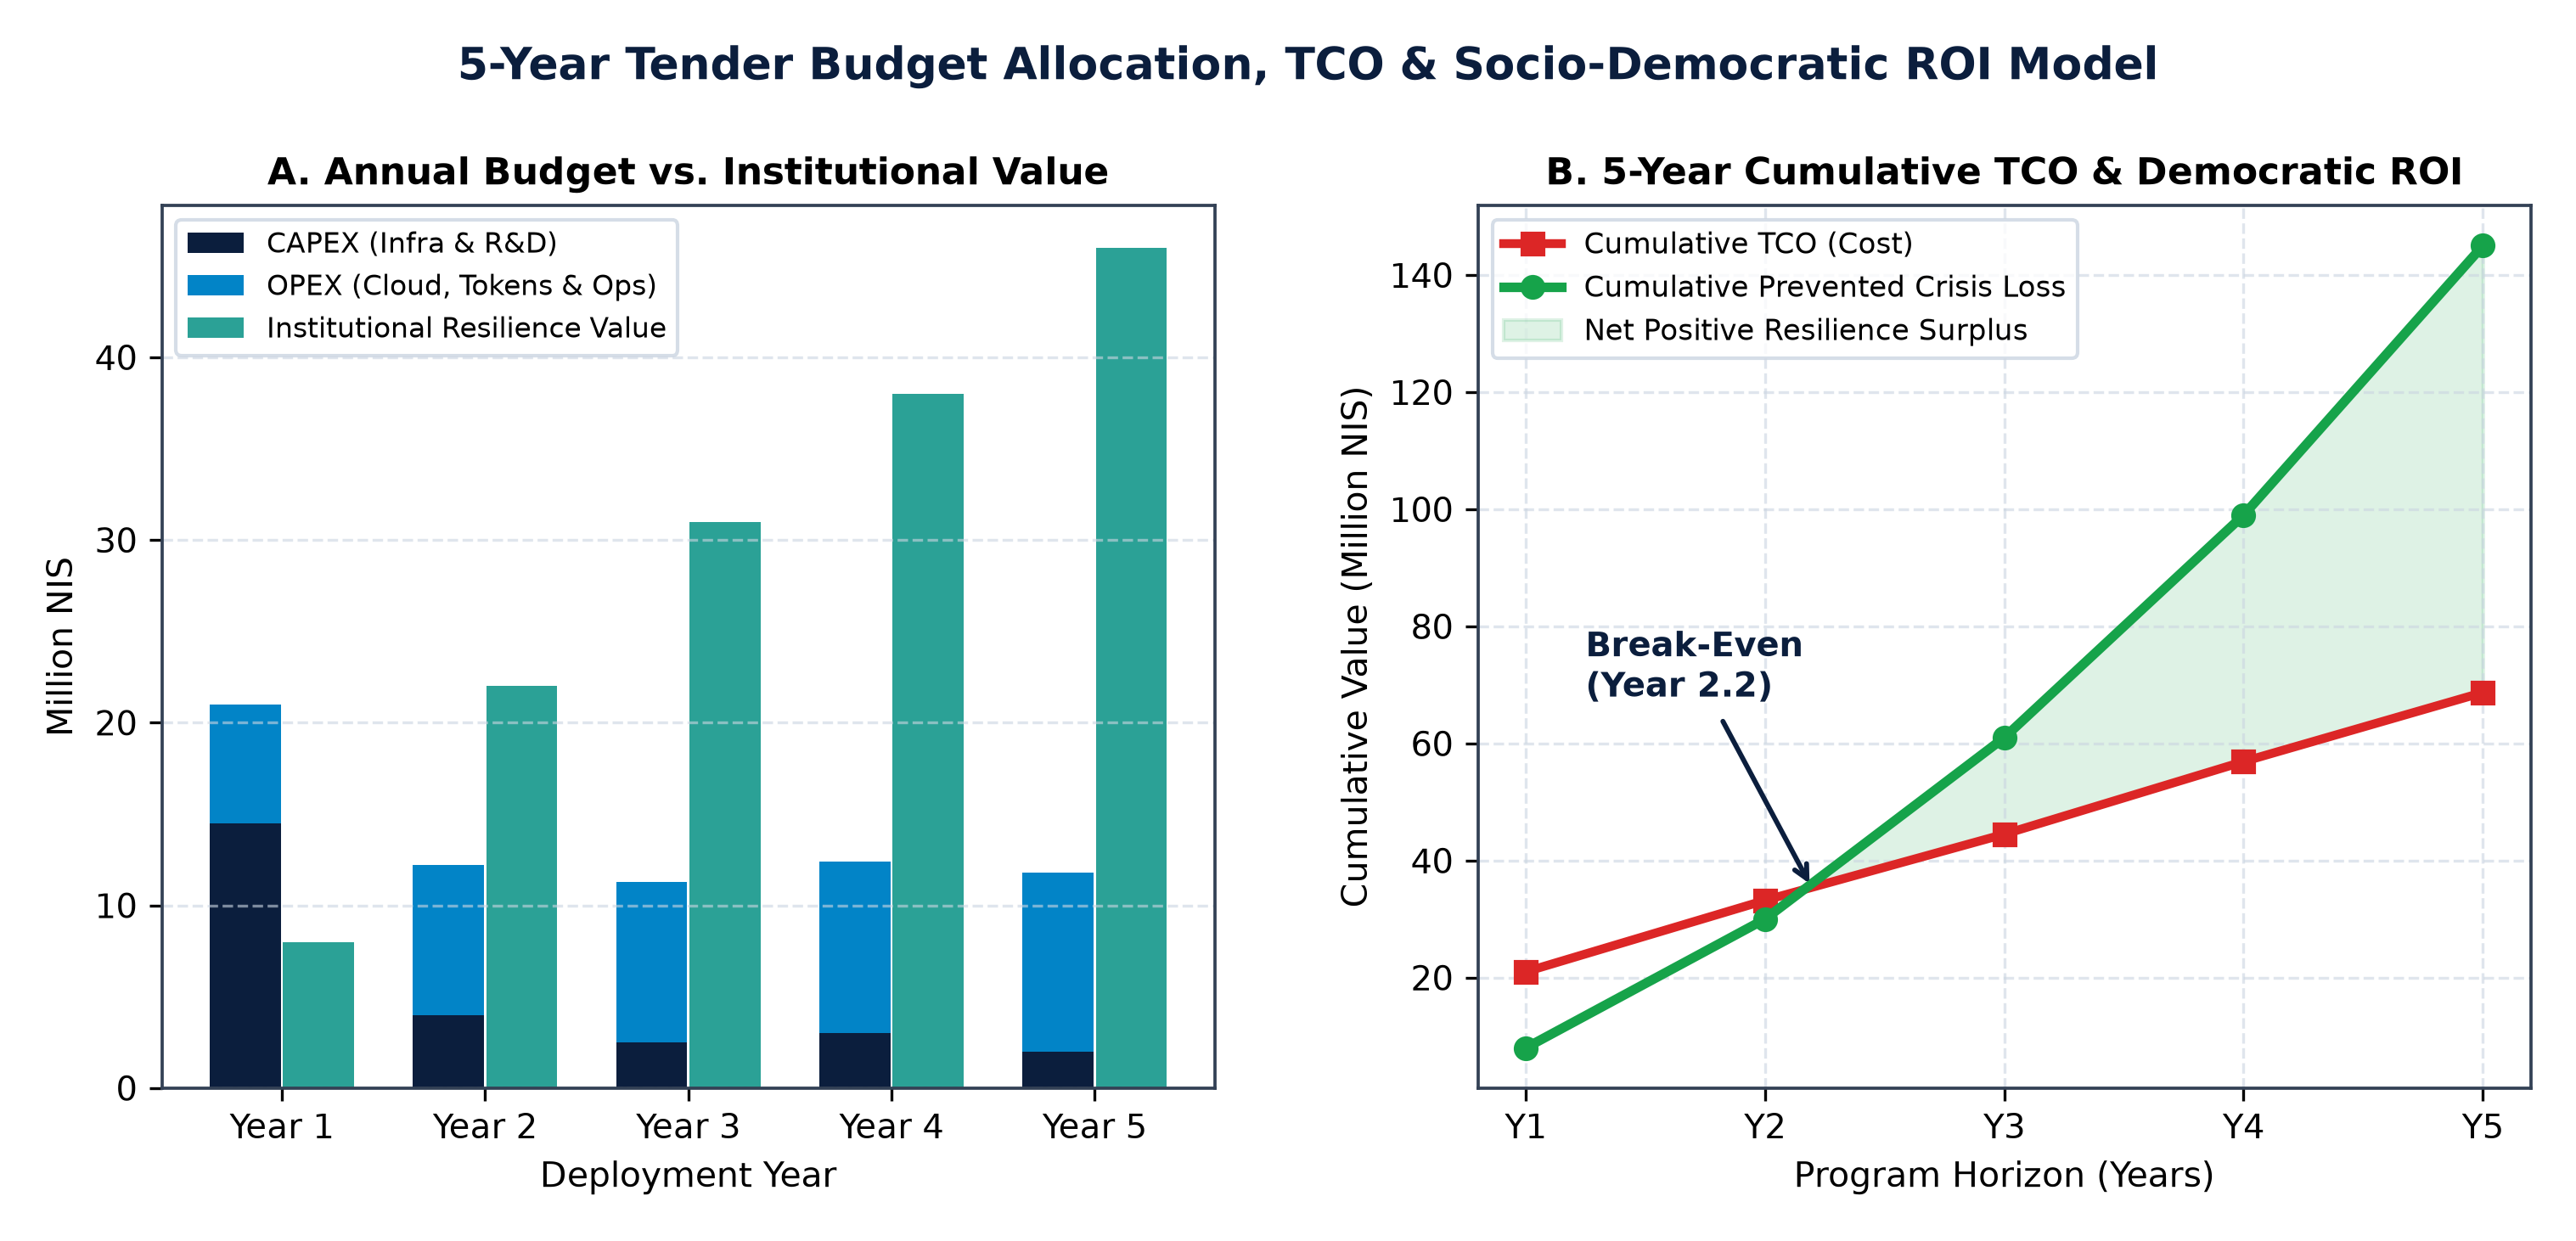 5-Year Tender Budget Allocation, TCO & Socio-Democratic ROI Model
A. Annual Budget vs. Institutional Value
CAPEX (Infra & R&D)
OPEX (Cloud, Tokens & Ops)
Institutional Resilience Value
Million NIS
40
30
20
10
0
Year 1
Year 2
Year 3
Year 4
Year 5
Deployment Year
B. 5-Year Cumulative TCO & Democratic ROI
Cumulative TCO (Cost)
Cumulative Prevented Crisis Loss
Net Positive Resilience Surplus
Cumulative Value (Million NIS)
140
120
100
80
60
40
20
Break-Even
(Year 2.2)
Y1
Y2
Y3
Y4
Y5
Program Horizon (Years)